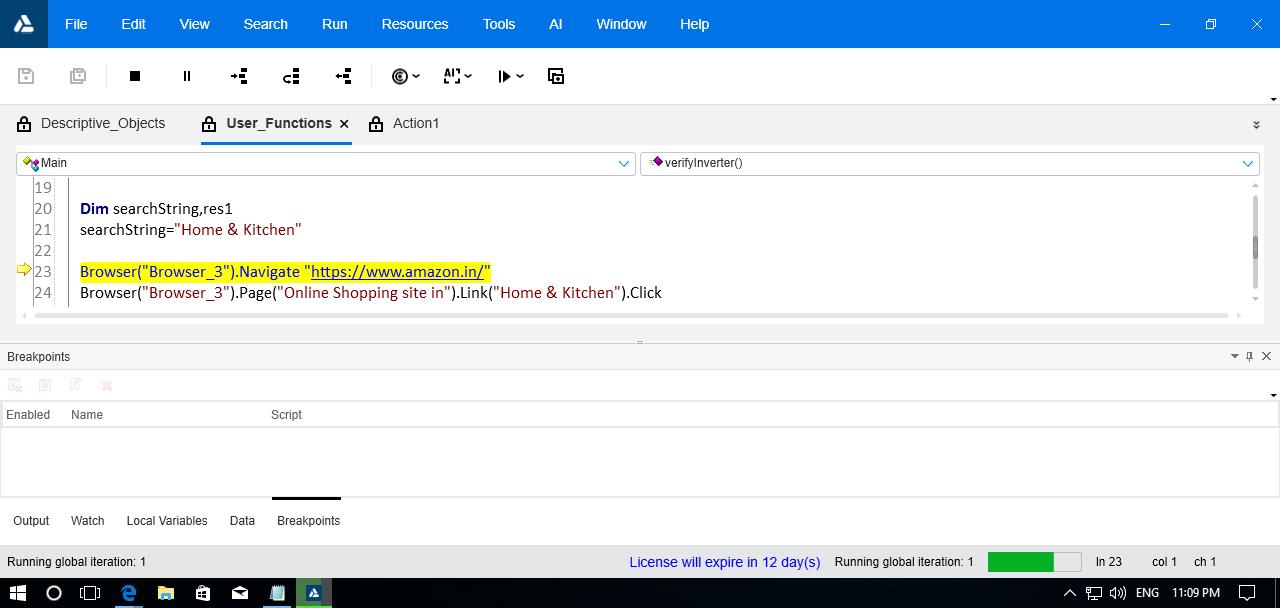 File Edit View Search Run Resources Tools AI Window Help
Descriptive_Objects User_Functions Action1
Main verifyInverter()
19
20 Dim searchString,res1
21 searchString="Home & Kitchen"
22
23 Browser("Browser_3").Navigate "https://www.amazon.in/"
24 Browser("Browser_3").Page("Online Shopping site in").Link("Home & Kitchen").Click
Breakpoints
Enabled Name Script
Output Watch Local Variables Data Breakpoints
Running global iteration: 1 License will expire in 12 day(s) Running global iteration: 1 ln 23 col 1 ch 1
ENG 11:09 PM